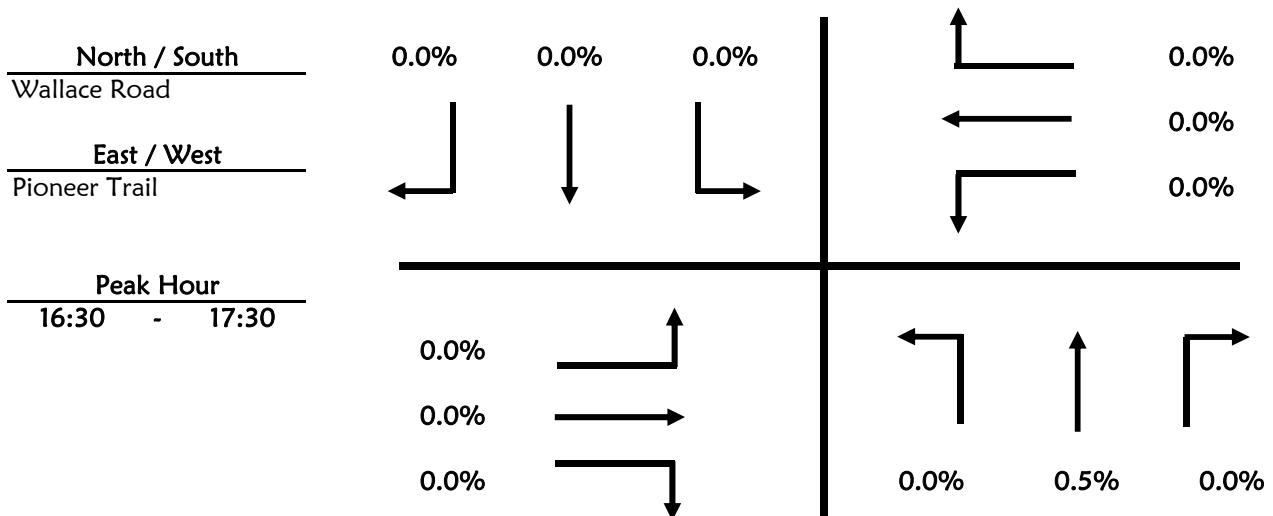 North / South
Wallace Road
East / West
Pioneer Trail
Peak Hour
16:30 - 17:30
0.0% 0.0% 0.0%
0.0%
0.0%
0.0%
0.0%
0.0%
0.0%
0.0% 0.5% 0.0%